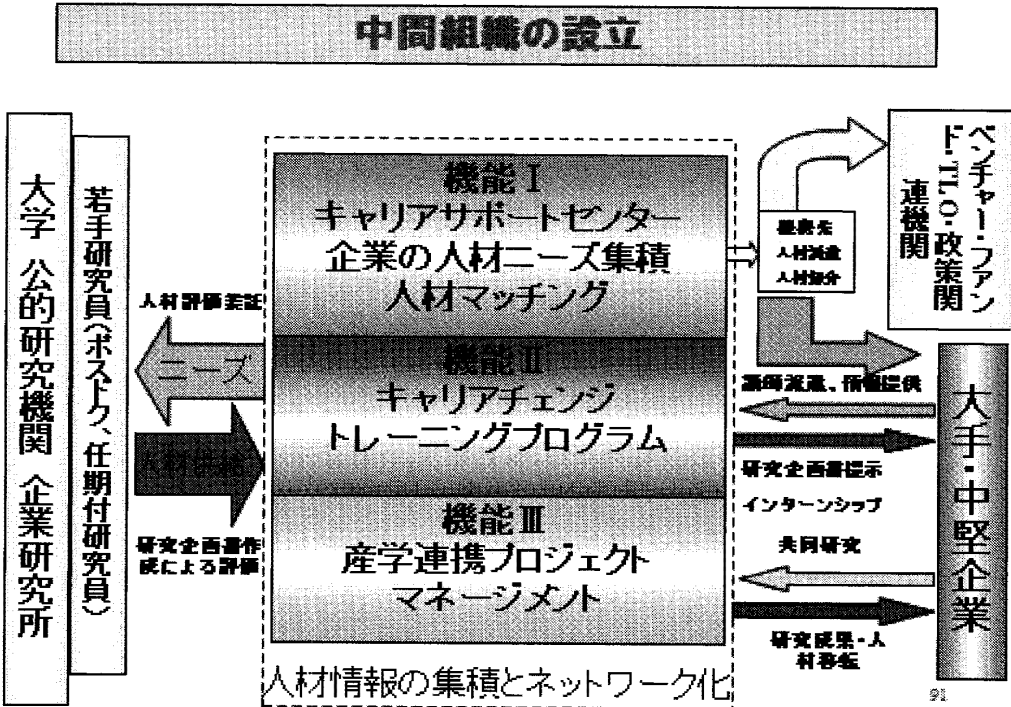 中間組織の設立
大学 公的研究機関 企業研究所
若手研究員(ポストク、任期付研究員)
人材評価実証
ニーズ
人材供給
研究企画書作
成による評価
機能Ⅰ
キャリアサポートセンター
企業の人材ニーズ集積
人材マッチング
機能Ⅱ
キャリアチェンジ
トレーニングプログラム
機能Ⅲ
産学連携プロジェクト
マネージメント
人材情報の集積とネットワーク化
人材派遣
人材紹介
ベンチャー・ファン
ド・TLO・政策関
連機関
講師派遣、情報提供
研究企画書提示
インターンシップ
共同研究
研究成果・人
材移転
大手・中堅企業
91